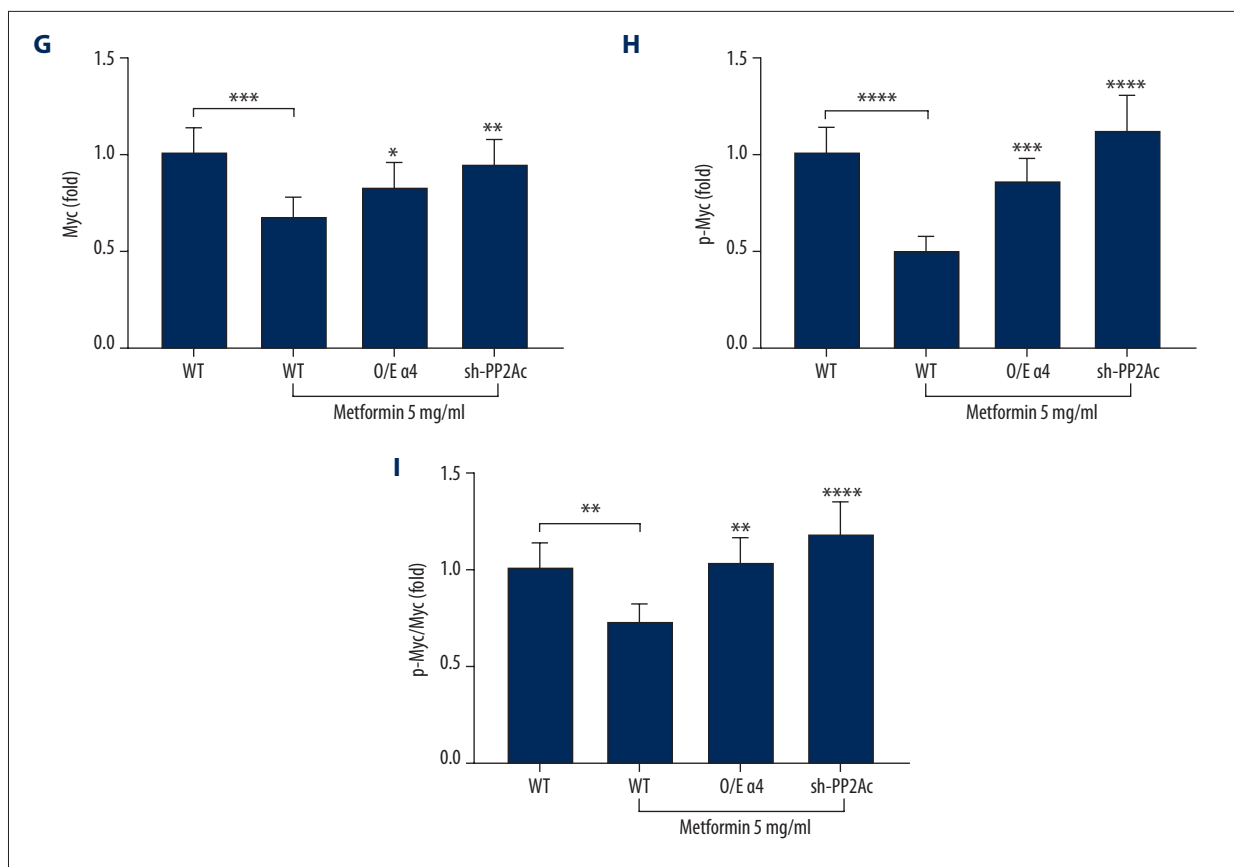 G
Myc (fold)
1.5
1.0
0.5
0.0
***
*
**
WT
WT
O/E α4
sh-PP2Ac
Metformin 5 mg/ml
H
p-Myc (fold)
1.5
1.0
0.5
0.0
****
***
****
WT
WT
O/E α4
sh-PP2Ac
Metformin 5 mg/ml
I
p-Myc/Myc (fold)
1.5
1.0
0.5
0.0
**
**
****
WT
WT
O/E α4
sh-PP2Ac
Metformin 5 mg/ml